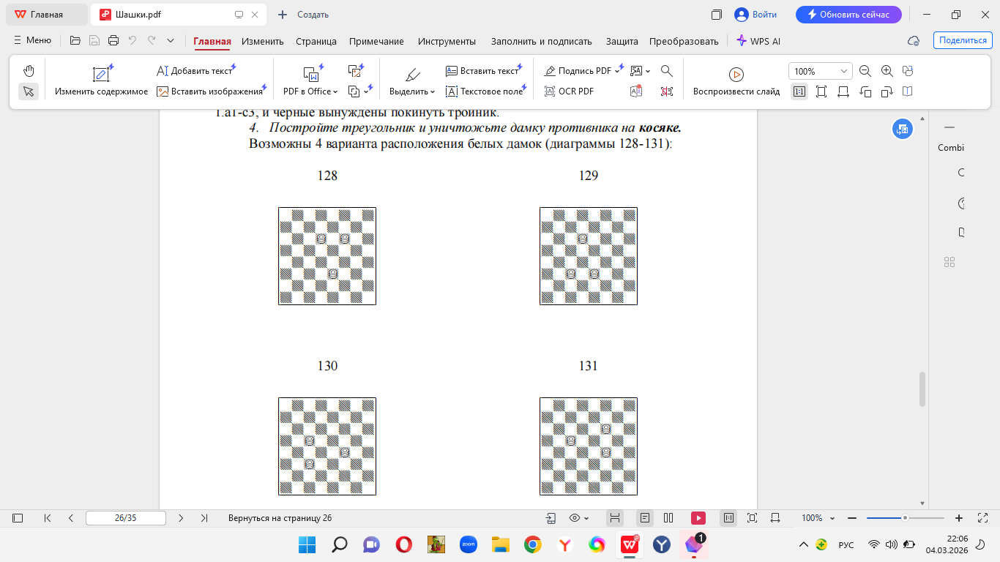 Главная
Шашки.pdf
Создать
Войти
Обновить сейчас
Меню
Главная
Изменить
Страница
Примечание
Инструменты
Заполнить и подписать
Защита
Преобразовать
WPS AI
Поделиться
Изменить содержимое
Добавить текст
Вставить изображения
PDF в Office
Выделить
Вставить текст
Текстовое поле
Подпись PDF
OCR PDF
Воспроизвести слайд
100%
1:1
1.a1-c3, и черные вынуждены покинуть тройник.
4. Постройте треугольник и уничтожьте дамку противника на косяке.
Возможны 4 варианта расположения белых дамок (диаграммы 128-131):
128
129
130
131
Combi
26/35
Вернуться на страницу 26
100%
zoom
1
РУС
22:06
04.03.2026